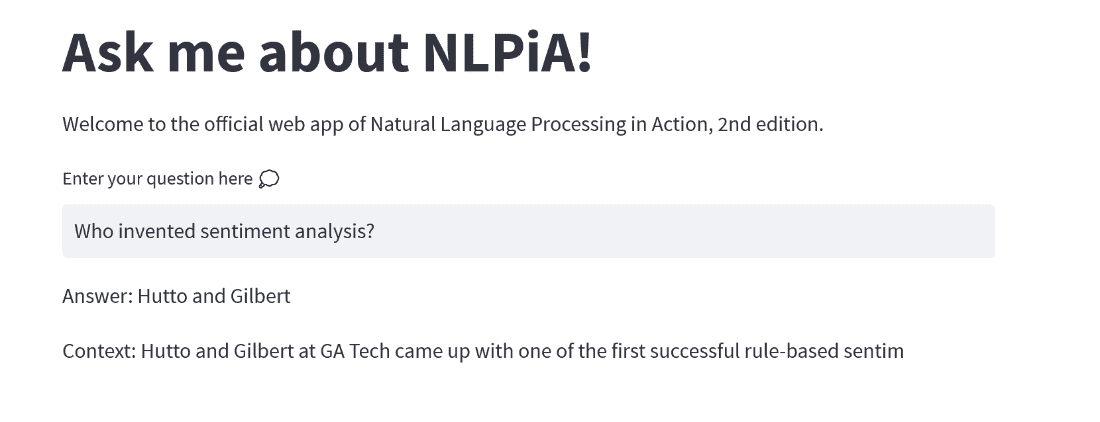 Ask me about NLPiA!
Welcome to the official web app of Natural Language Processing in Action, 2nd edition.
Enter your question here 💭
Who invented sentiment analysis?
Answer: Hutto and Gilbert
Context: Hutto and Gilbert at GA Tech came up with one of the first successful rule-based sentim